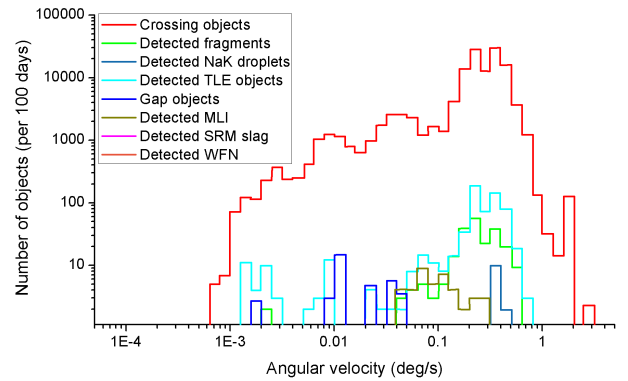 Number of objects (per 100 days)
100000
10000
1000
100
10
Crossing objects
Detected fragments
Detected NaK droplets
Detected TLE objects
Gap objects
Detected MLI
Detected SRM slag
Detected WFN
1E-4 1E-3 0.01 0.1 1
Angular velocity (deg/s)